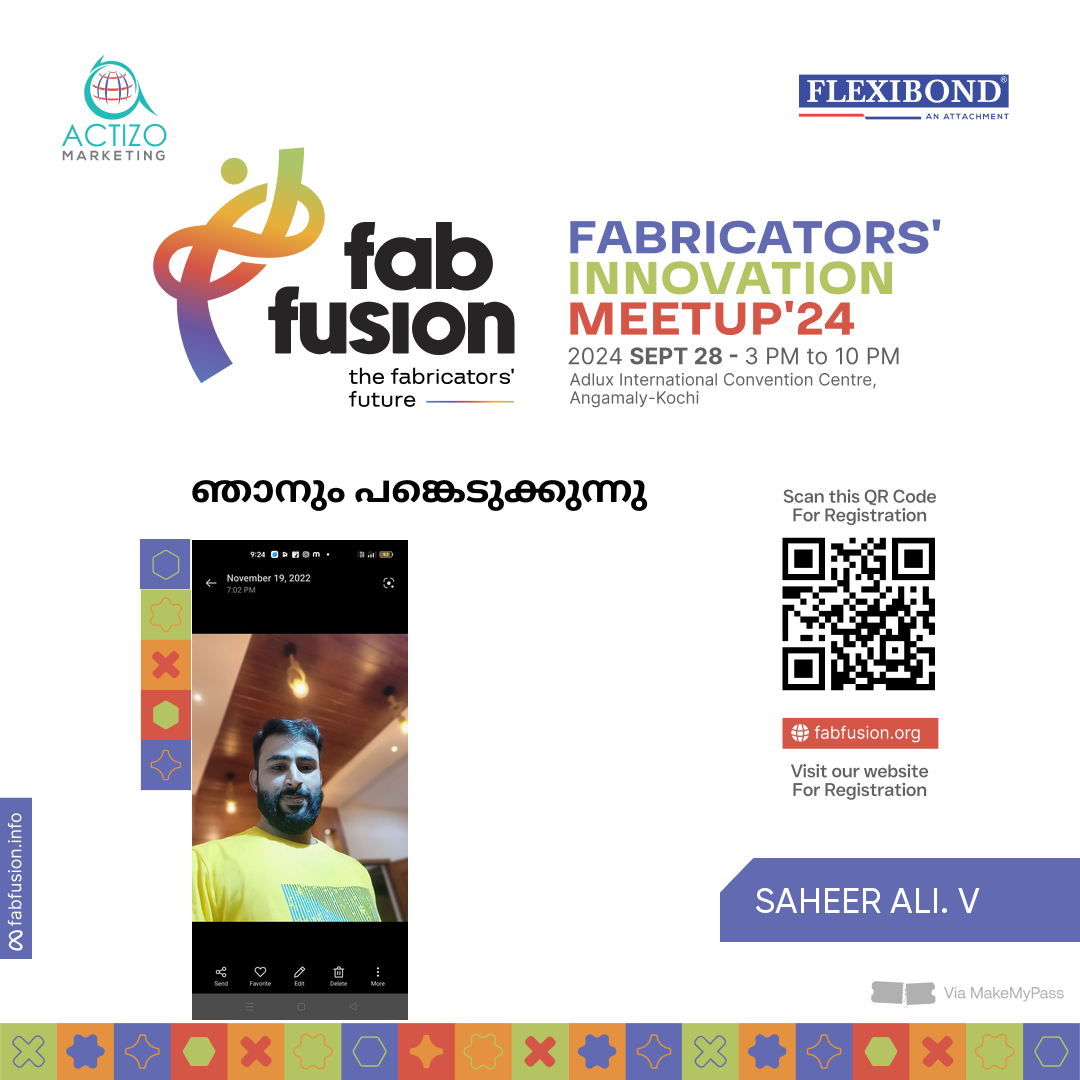 ACTIZO
MARKETING
FLEXIBOND®
AN ATTACHMENT
fab
fusion
the fabricators'
future
FABRICATORS'
INNOVATION
MEETUP'24
2024 SEPT 28 - 3 PM to 10 PM
Adlux International Convention Centre,
Angamaly-Kochi
ഞാനും പങ്കെടുക്കുന്നു
Scan this QR Code
For Registration
9:24
November 19, 2022
7:02 PM
Send
Favorite
Edit
Delete
More
fabfusion.org
Visit our website
For Registration
fabfusion.info
SAHEER ALI. V
Via MakeMyPass